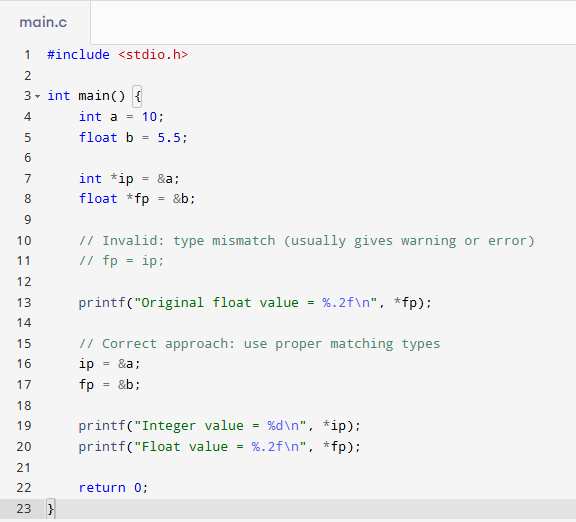 main.c
1 #include <stdio.h>
2
3 int main() {
4     int a = 10;
5     float b = 5.5;
6
7     int *ip = &a;
8     float *fp = &b;
9
10     // Invalid: type mismatch (usually gives warning or error)
11     // fp = ip;
12
13     printf("Original float value = %.2f\n", *fp);
14
15     // Correct approach: use proper matching types
16     ip = &a;
17     fp = &b;
18
19     printf("Integer value = %d\n", *ip);
20     printf("Float value = %.2f\n", *fp);
21
22     return 0;
23 }